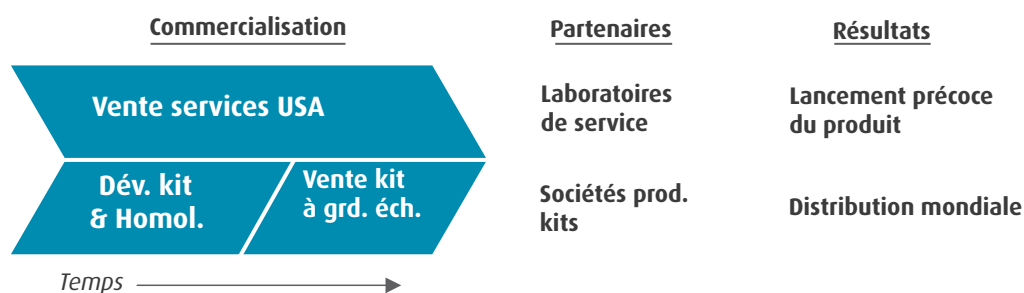 Commercialisation
Partenaires
Résultats
Vente services USA
Laboratoires
de service
Lancement précoce
du produit
Dév. kit
& Homol.
Vente kit
à grd. éch.
Sociétés prod.
kits
Distribution mondiale
Temps